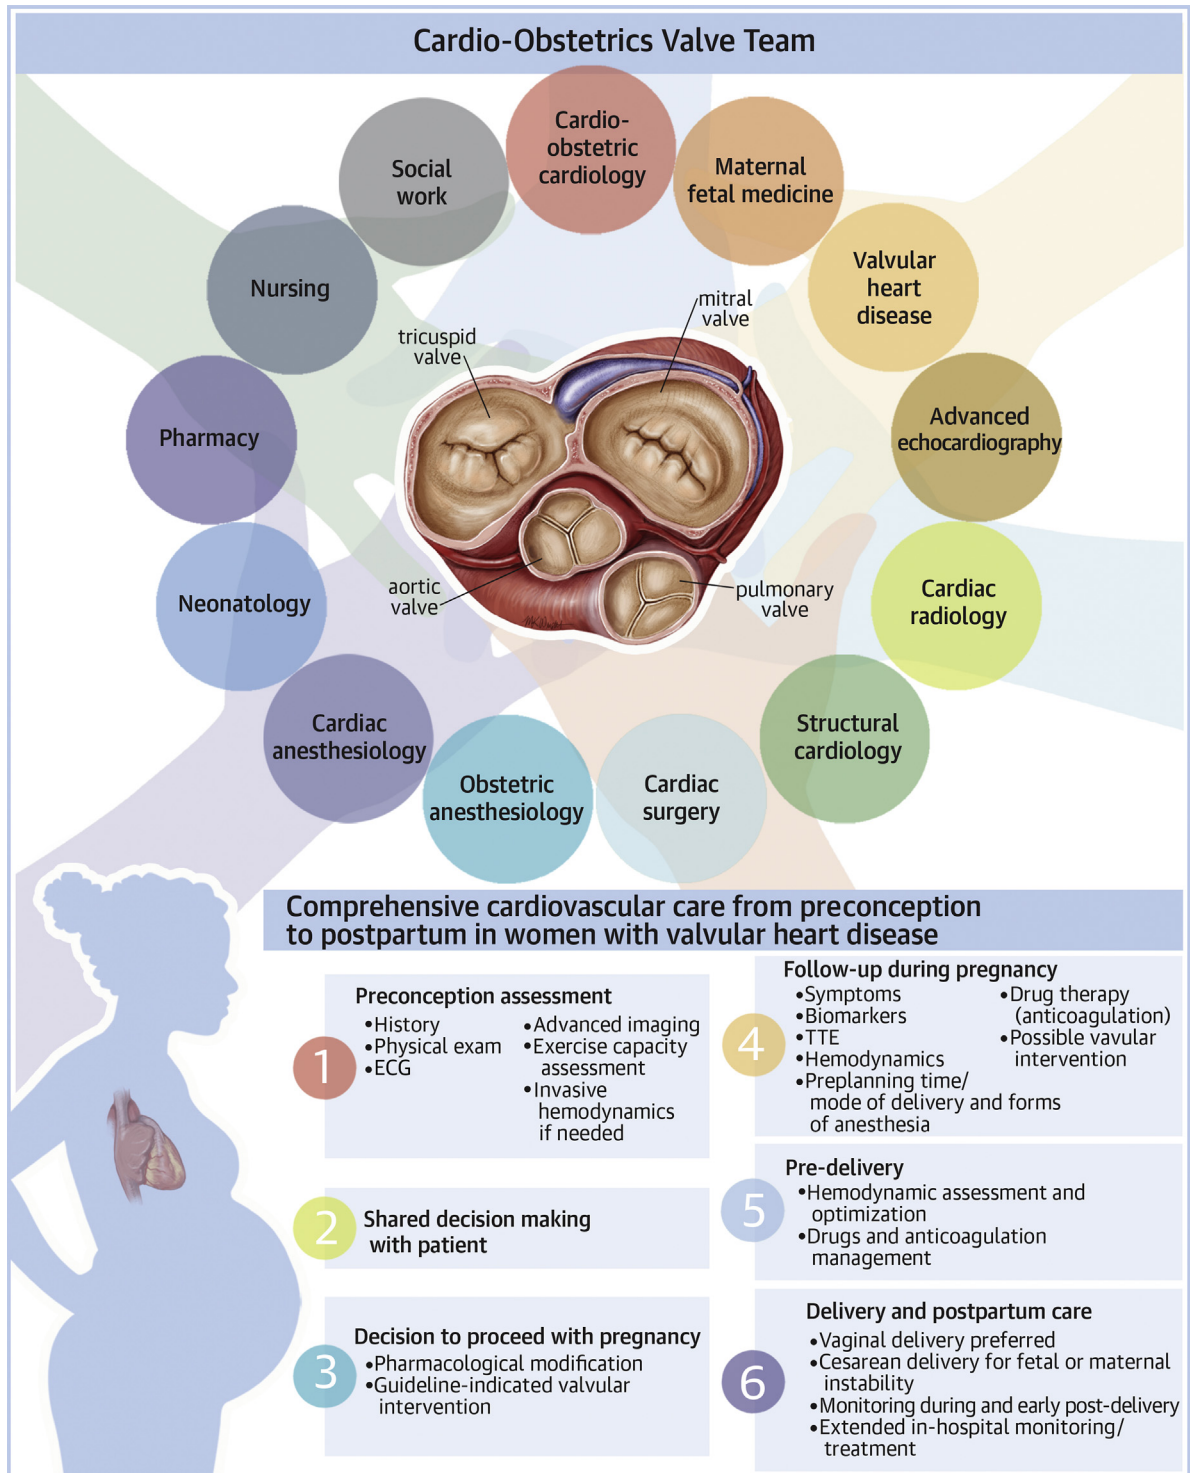 Cardio-Obstetrics Valve Team
Cardio-
obstetric
cardiology
Maternal
fetal medicine
Valvular
heart
disease
Advanced
echocardiography
Cardiac
radiology
Structural
cardiology
Cardiac
surgery
Obstetric
anesthesiology
Cardiac
anesthesiology
Neonatology
Pharmacy
Nursing
Social
work
tricuspid
valve
mitral
valve
aortic
valve
pulmonary
valve
Comprehensive cardiovascular care from preconception
to postpartum in women with valvular heart disease
1
Preconception assessment
•History
•Physical exam
•ECG
•Advanced imaging
•Exercise capacity
assessment
•Invasive
hemodynamics
if needed
2
Shared decision making
with patient
3
Decision to proceed with pregnancy
•Pharmacological modification
•Guideline-indicated valvular
intervention
4
Follow-up during pregnancy
•Symptoms
•Biomarkers
•TTE
•Hemodynamics
•Preplanning time/
mode of delivery and forms
of anesthesia
•Drug therapy
(anticoagulation)
•Possible vavular
intervention
5
Pre-delivery
•Hemodynamic assessment and
optimization
•Drugs and anticoagulation
management
6
Delivery and postpartum care
•Vaginal delivery preferred
•Cesarean delivery for fetal or maternal
instability
•Monitoring during and early post-delivery
•Extended in-hospital monitoring/
treatment